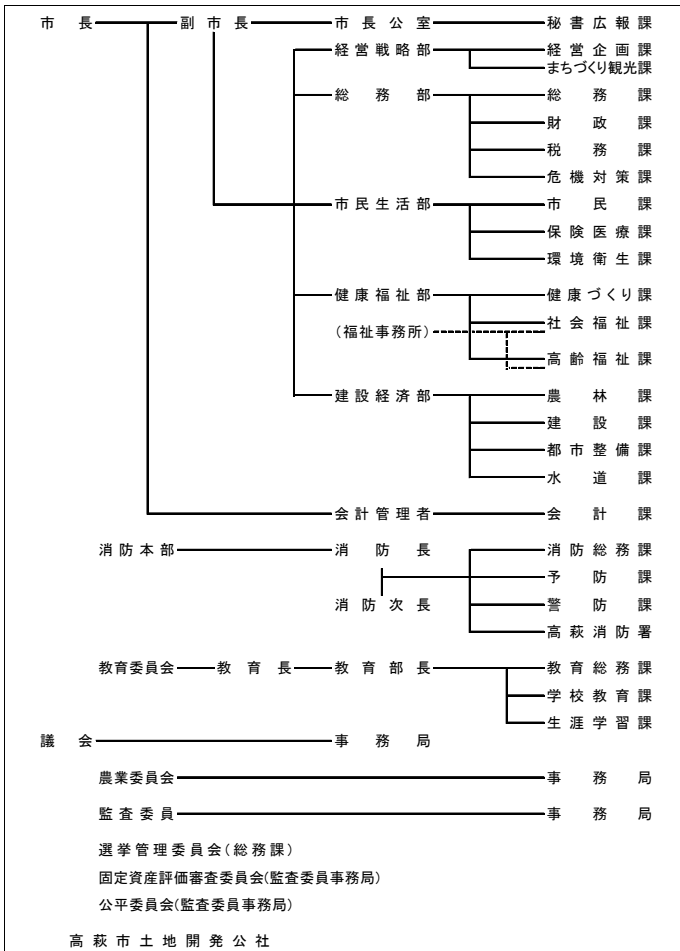 市長 副市長 市長公室 秘書広報課
経営戦略部 経営企画課
まちづくり観光課
総務部 総務課
財政課
税務課
危機対策課
市民生活部 市民課
保険医療課
環境衛生課
健康福祉部 健康づくり課
(福祉事務所) 社会福祉課
高齢福祉課
建設経済部 農林課
建設課
都市整備課
水道課
会計管理者 会計課
消防本部 消防長 消防総務課
予防課
消防次長 警防課
高萩消防署
教育委員会 教育長 教育部長 教育総務課
学校教育課
生涯学習課
議会 事務局
農業委員会 事務局
監査委員 事務局
選挙管理委員会(総務課)
固定資産評価審査委員会(監査委員事務局)
公平委員会(監査委員事務局)
高萩市土地開発公社